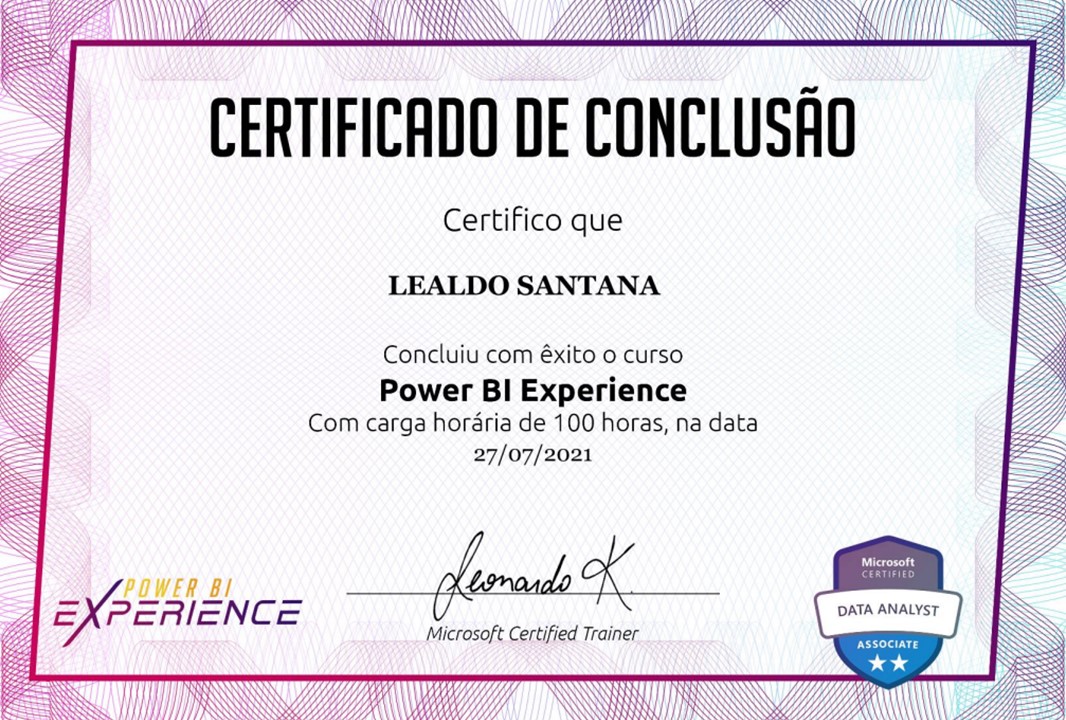 CERTIFICADO DE CONCLUSÃO
Certifico que
LEALDO SANTANA
Concluiu com êxito o curso
Power BI Experience
Com carga horária de 100 horas, na data
27/07/2021
Leonardo K.
Microsoft Certified Trainer
POWER BI
EXPERIENCE
Microsoft
CERTIFIED
DATA ANALYST
ASSOCIATE